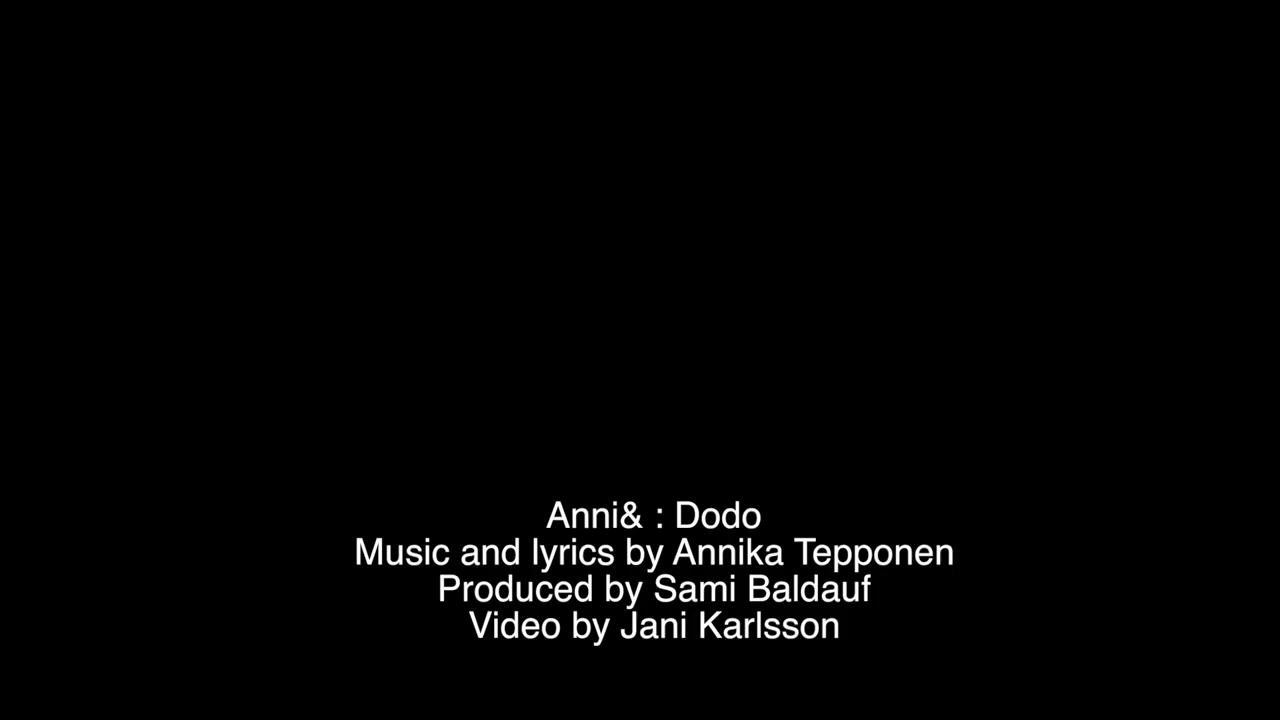 Anni& : Dodo
Music and lyrics by Annika Tepponen
Produced by Sami Baldauf
Video by Jani Karlsson